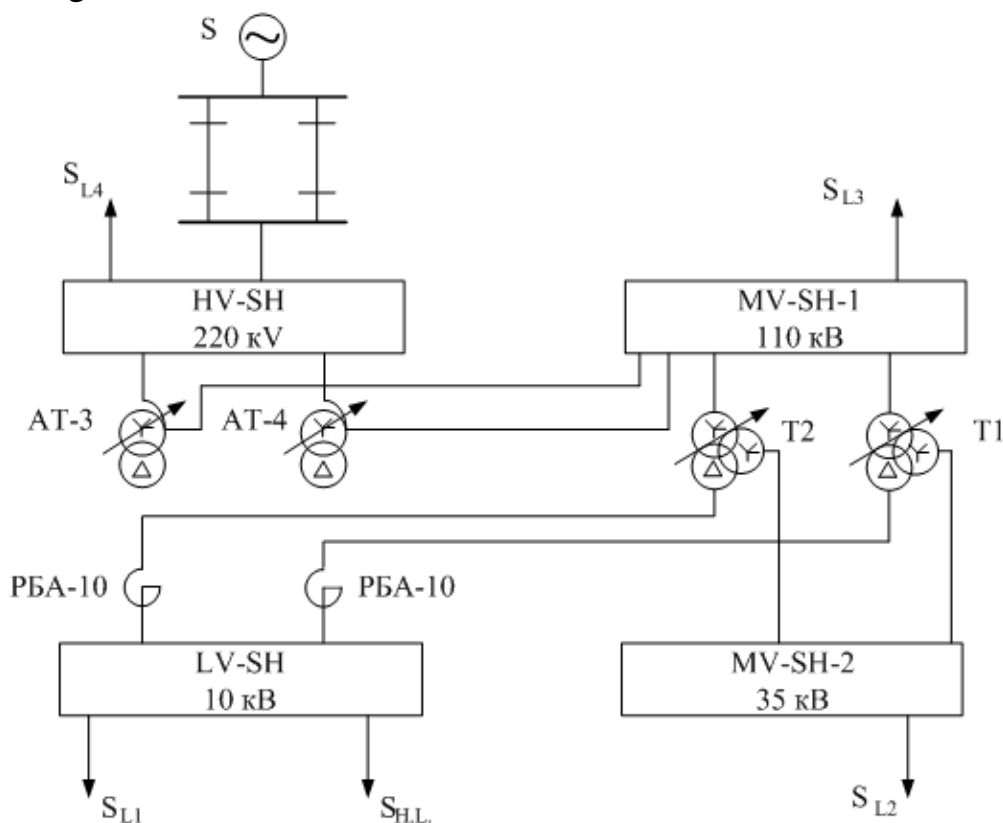 S
S L4
S L3
HV-SH
220 кV
MV-SH-1
110 кВ
АТ-3
АТ-4
Т2
Т1
РБА-10
РБА-10
LV-SH
10 кВ
MV-SH-2
35 кВ
S L1
S H.L.
S L2